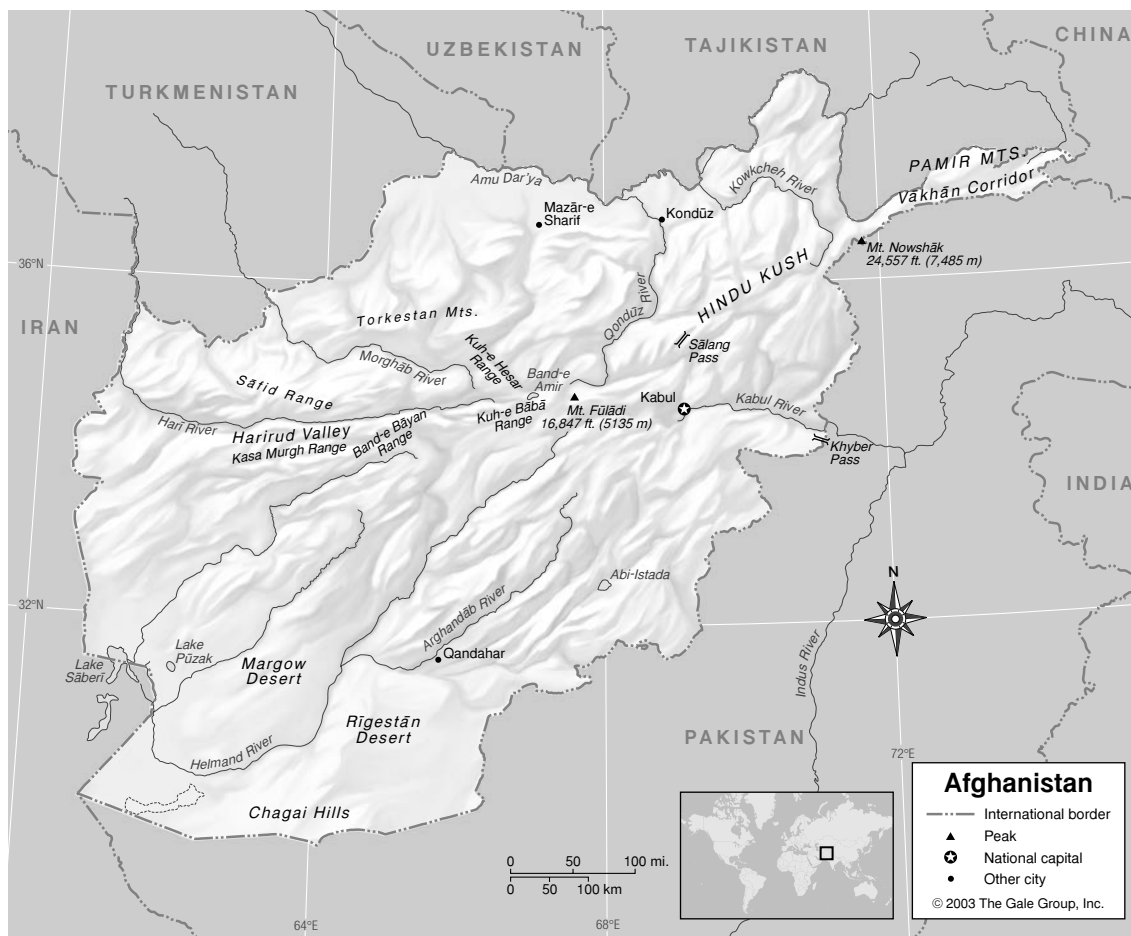 UZBEKISTAN
TAJIKISTAN
CHINA
TURKMENISTAN
PAMIR MTS.
Vākhān Corridor
Amu Dar'ya
Kowkcheh River
Mazār-e
Sharif
Kondūz
Mt. Nowshāk
24,557 ft. (7,485 m)
36°N
HINDU KUSH
Qondūz River
IRAN
Torkestan Mts.
Sālang
Pass
Morghāb River
Kuh-e Hesar
Range
Band-e
Amir
Sāfid Range
Kabul
Kabul River
Hari River
Harirud Valley
Kasa Murgh Range
Band-e Bāyan
Range
Kuh-e Bābā
Range
Mt. Fūlādi
16,847 ft. (5135 m)
Khyber
Pass
INDIA
N
Abi-Istada
32°N
Arghandāb River
Lake
Pūzak
Lake
Sāberī
Margow
Desert
Qandahar
Indus River
Rīgestān
Desert
PAKISTAN
Helmand River
72°E
Chagai Hills
Afghanistan
International border
Peak
National capital
Other city
© 2003 The Gale Group, Inc.
0 50 100 mi.
0 50 100 km
64°E
68°E